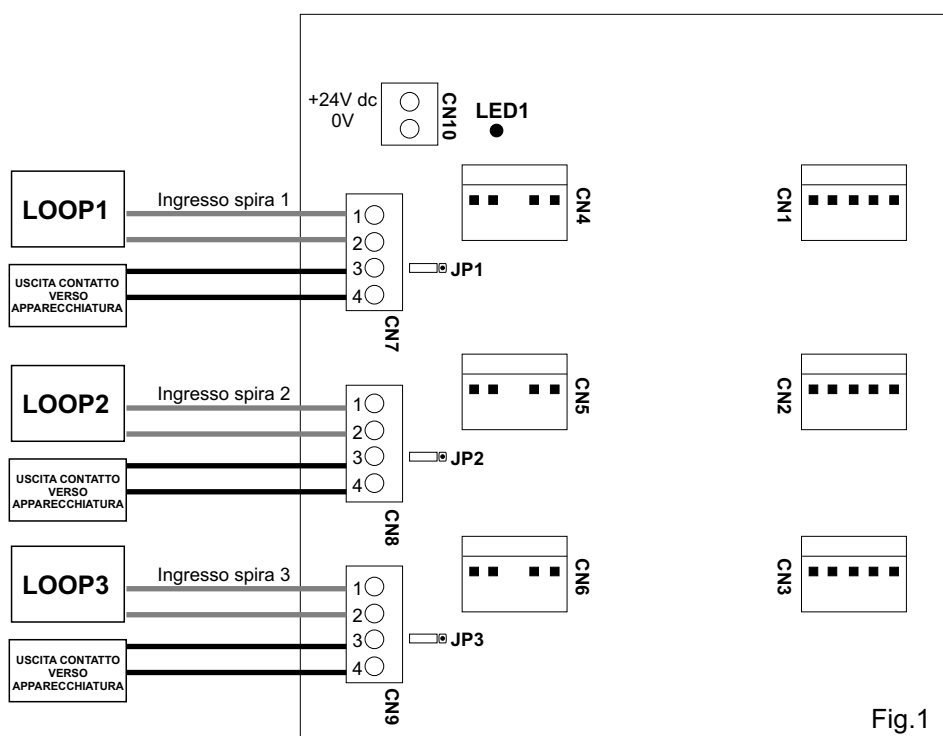 +24V dc
0V
CN10
LED1
LOOP1
Ingresso spira 1
1
2
3
4
USCITA CONTATTO
VERSO
APPARECCHIATURA
CN7
JP1
CN4
CN1
LOOP2
Ingresso spira 2
1
2
3
4
USCITA CONTATTO
VERSO
APPARECCHIATURA
CN8
JP2
CN5
CN2
LOOP3
Ingresso spira 3
1
2
3
4
USCITA CONTATTO
VERSO
APPARECCHIATURA
CN9
JP3
CN6
CN3
Fig.1